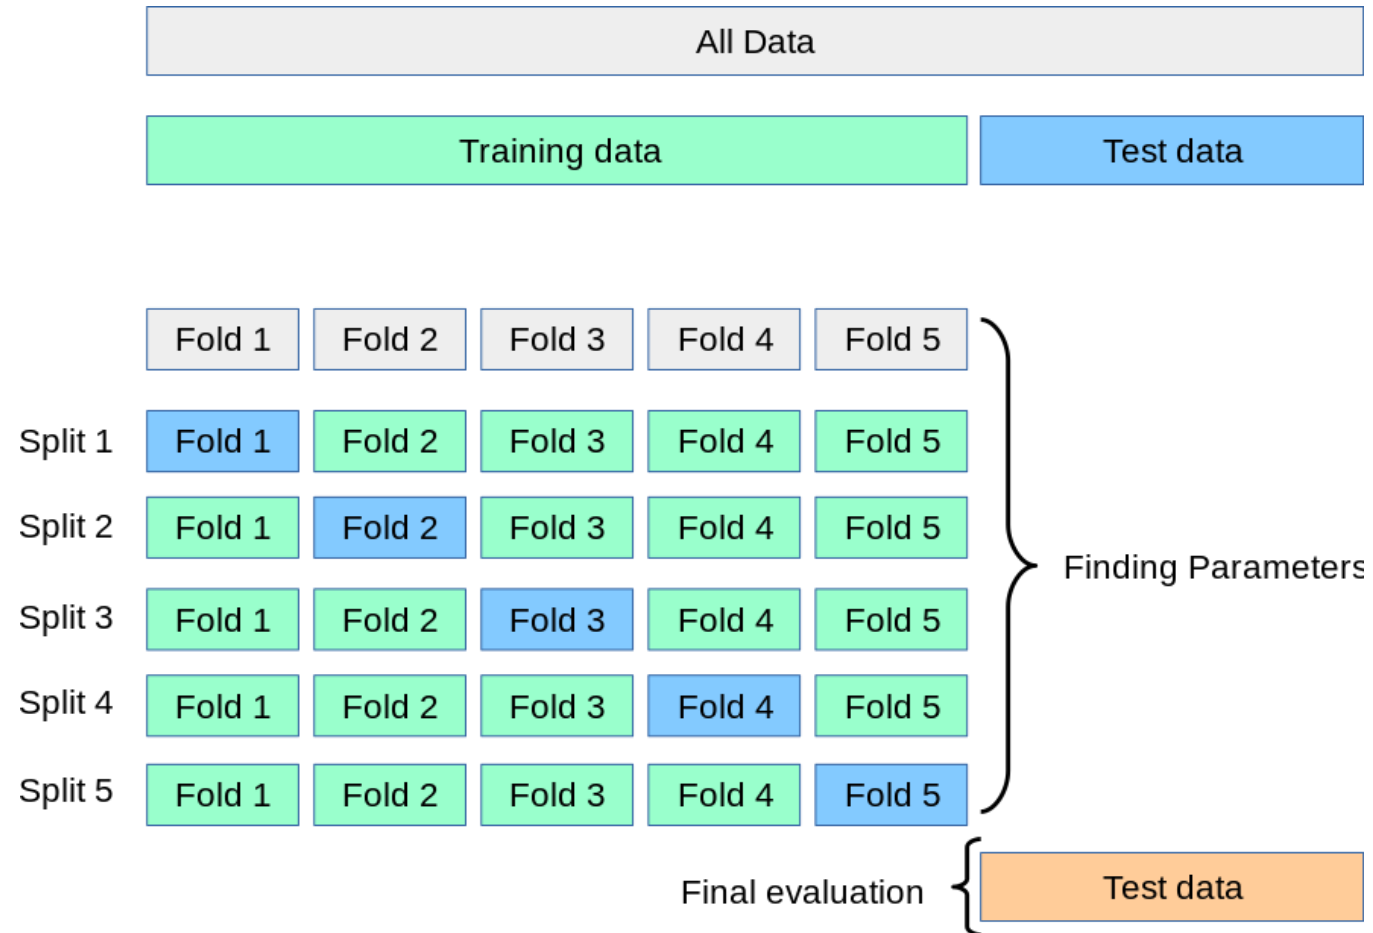 All Data
Training data Test data
Fold 1 Fold 2 Fold 3 Fold 4 Fold 5
Split 1 Fold 1 Fold 2 Fold 3 Fold 4 Fold 5
Split 2 Fold 1 Fold 2 Fold 3 Fold 4 Fold 5
Finding Parameters
Split 3 Fold 1 Fold 2 Fold 3 Fold 4 Fold 5
Split 4 Fold 1 Fold 2 Fold 3 Fold 4 Fold 5
Split 5 Fold 1 Fold 2 Fold 3 Fold 4 Fold 5
Final evaluation Test data